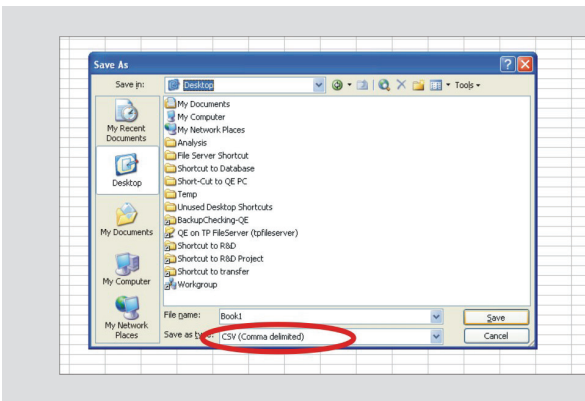 Save As
Save in:
Desktop
Tools
My Recent
Documents
Desktop
My Documents
My Computer
My Network
Places
My Documents
My Computer
My Network Places
Analysis
File Server Shortcut
Shortcut to Database
Short-Cut to QE PC
Temp
Unused Desktop Shortcuts
BackupChecking-QE
QE on TP FileServer (tpfileserver)
Shortcut to R&D
Shortcut to R&D Project
Shortcut to transfer
Workgroup
File name:
Book1
Save
Save as type:
CSV (Comma delimited)
Cancel